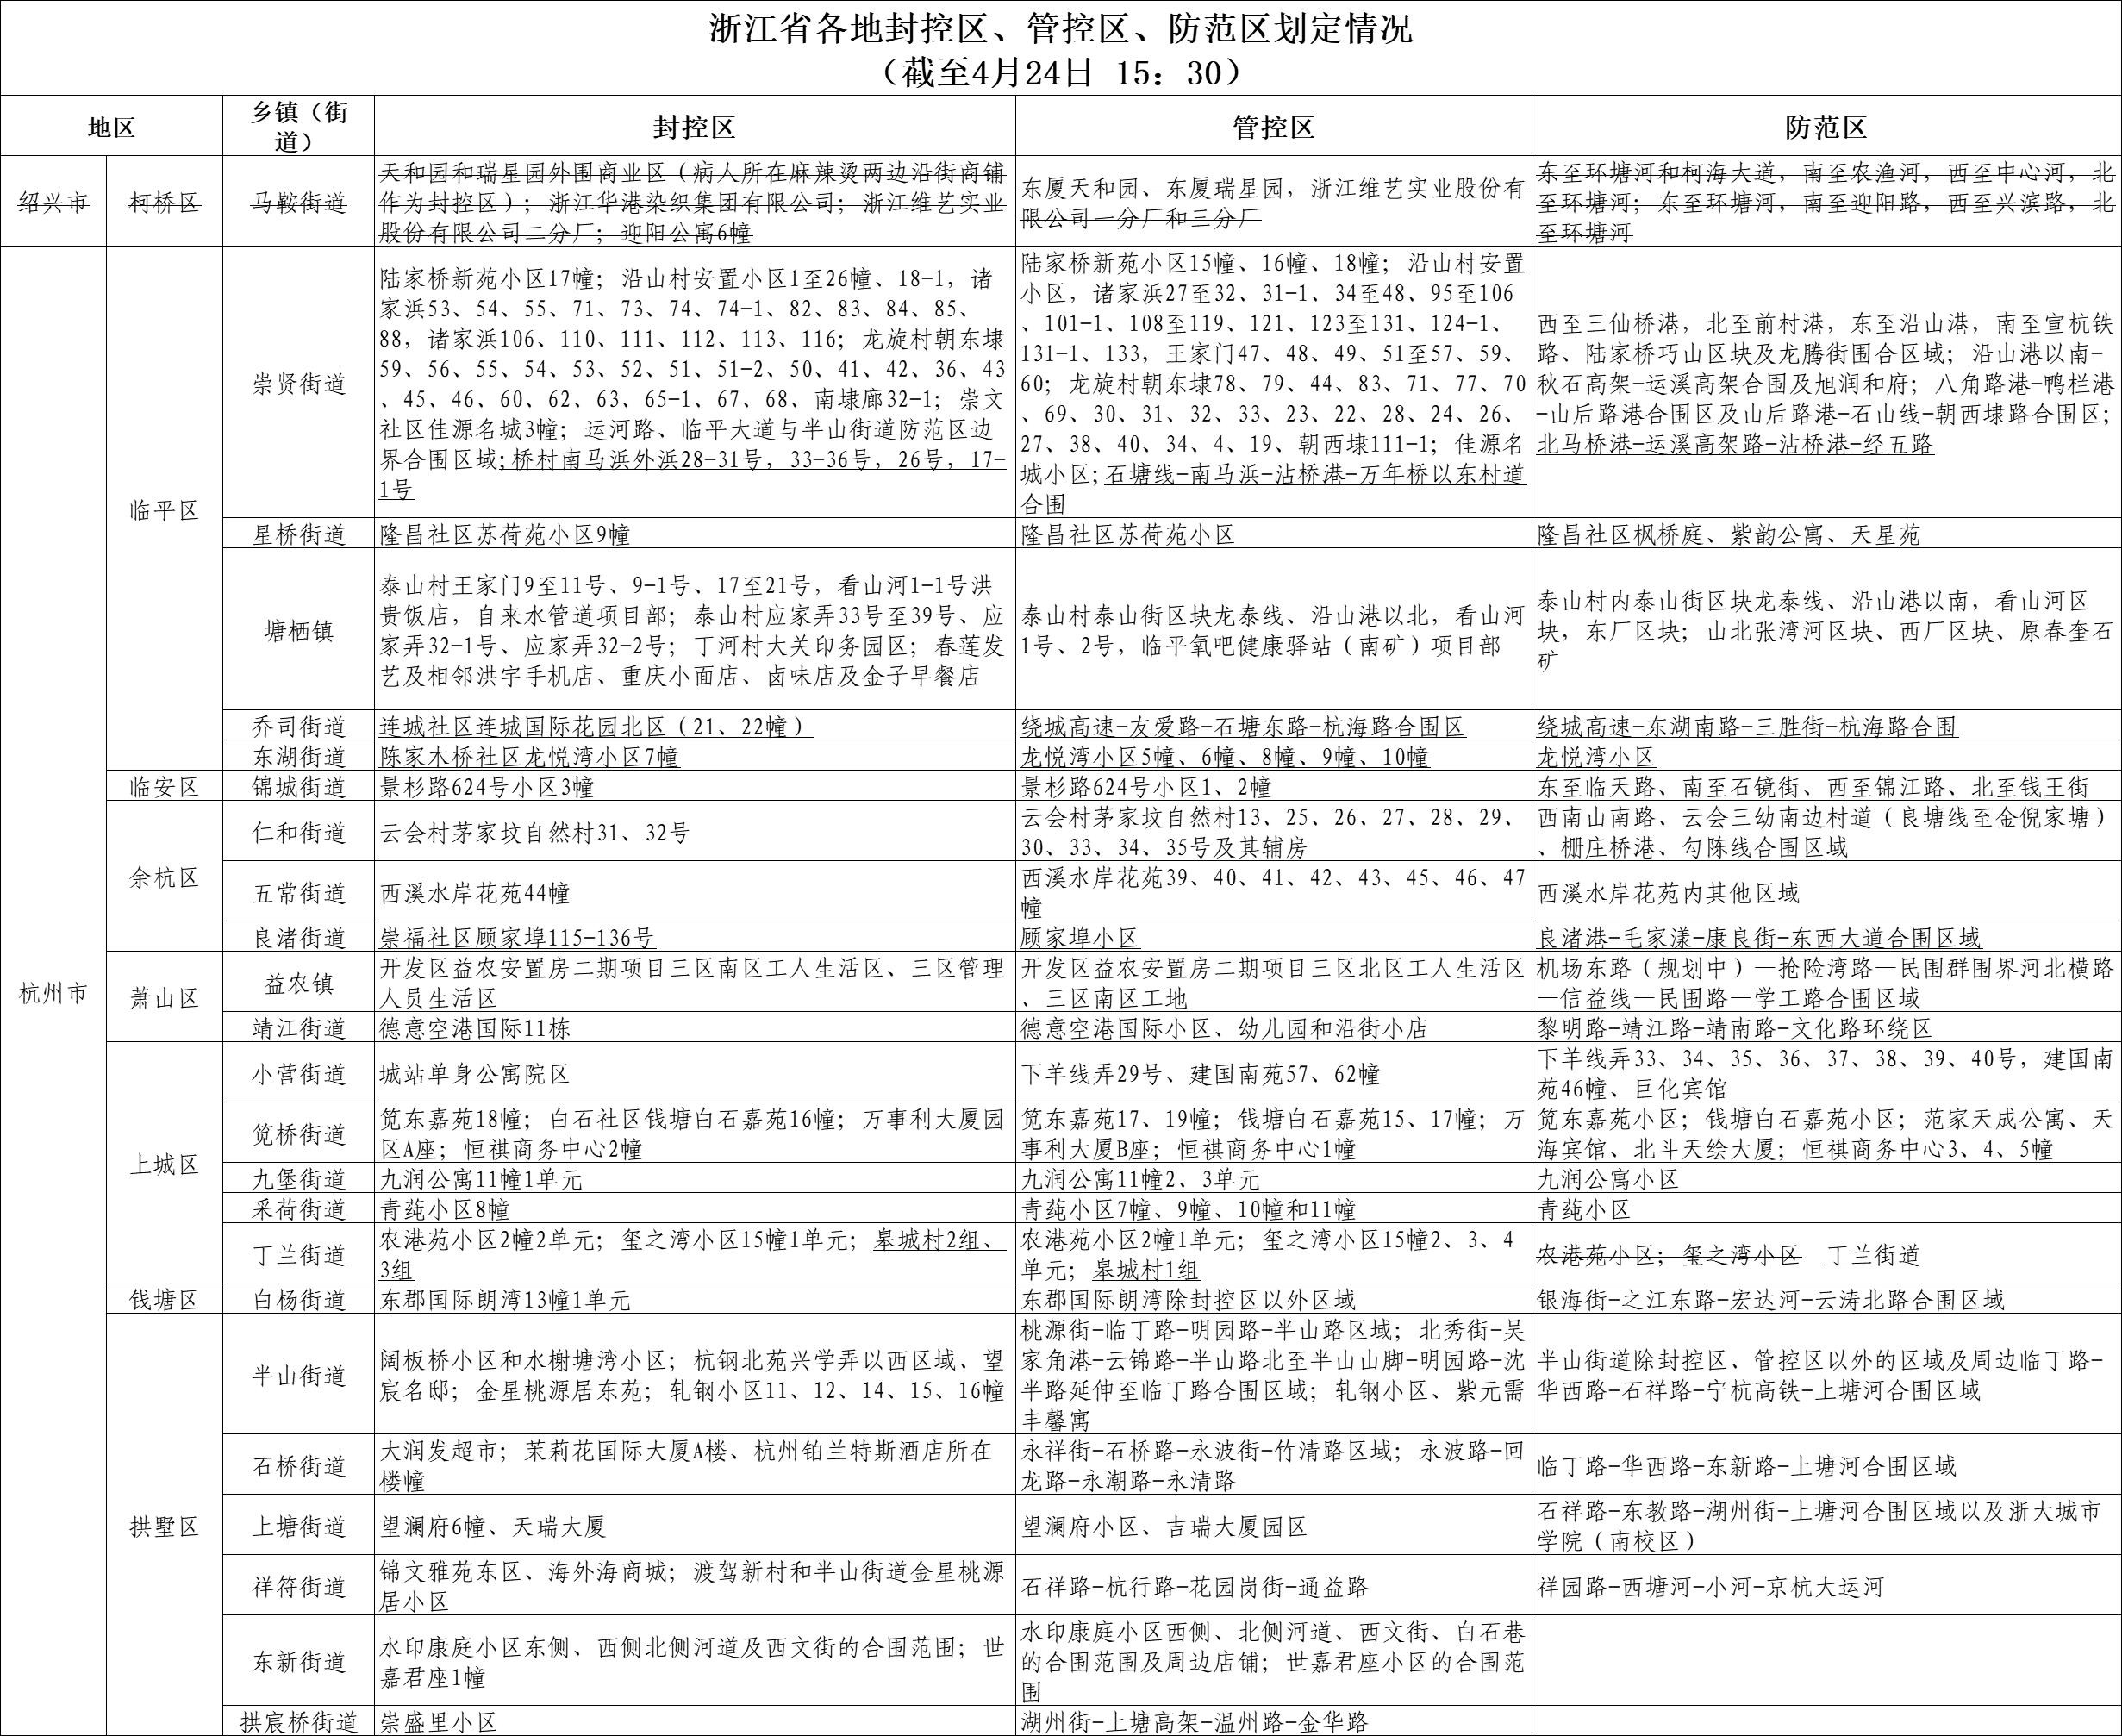 浙江省各地封控区、管控区、防范区划定情况
（截至4月24日 15：30）
地区
乡镇（街
道）
封控区
管控区
防范区
绍兴市
柯桥区
马鞍街道
天和园和瑞星园外围商业区（病人所在麻辣烫两边沿街商铺
作为封控区）；浙江华港染织集团有限公司；浙江维艺实业
股份有限公司二分厂；迎阳公寓6幢
东厦天和园、东厦瑞星园，浙江维艺实业股份有
限公司一分厂和三分厂
东至环塘河和柯海大道，南至农渔河，西至中心河，北
至环塘河；东至环塘河，南至迎阳路，西至兴滨路，北
至环塘河
杭州市
临平区
崇贤街道
陆家桥新苑小区17幢；沿山村安置小区1至26幢、18-1，诸
家浜53、54、55、71、73、74、74-1、82、83、84、85、
88，诸家浜106、110、111、112、113、116；龙旋村朝东埭
59、56、55、54、53、52、51、51-2、50、41、42、36、43
、45、46、60、62、63、65-1、67、68、南埭廊32-1；崇文
社区佳源名城3幢；运河路、临平大道与半山街道防范区边
界合围区域;桥村南马浜外浜28-31号，33-36号，26号，17-
1号
陆家桥新苑小区15幢、16幢、18幢；沿山村安置
小区，诸家浜27至32、31-1、34至48、95至106
、101-1、108至119、121、123至131、124-1、
131-1、133，王家门47、48、49、51至57、59、
60；龙旋村朝东埭78、79、44、83、71、77、70
、69、30、31、32、33、23、22、28、24、26、
27、38、40、34、4、19、朝西埭111-1；佳源名
城小区;石塘线-南马浜-沾桥港-万年桥以东村道
合围
西至三仙桥港，北至前村港，东至沿山港，南至宣杭铁
路、陆家桥巧山区块及龙腾街围合区域；沿山港以南-
秋石高架-运溪高架合围及旭润和府；八角路港-鸭栏港
-山后路港合围区及山后路港-石山线-朝西埭路合围区;
北马桥港-运溪高架路-沾桥港-经五路
星桥街道
隆昌社区苏荷苑小区9幢
隆昌社区苏荷苑小区
隆昌社区枫桥庭、紫韵公寓、天星苑
塘栖镇
泰山村王家门9至11号、9-1号、17至21号，看山河1-1号洪
贵饭店，自来水管道项目部；泰山村应家弄33号至39号、应
家弄32-1号、应家弄32-2号；丁河村大关印务园区；春莲发
艺及相邻洪宇手机店、重庆小面店、卤味店及金子早餐店
泰山村泰山街区块龙泰线、沿山港以北，看山河
1号、2号，临平氧吧健康驿站（南矿）项目部
泰山村内泰山街区块龙泰线、沿山港以南，看山河区
块，东厂区块；山北张湾河区块、西厂区块、原春奎石
矿
乔司街道
连城社区连城国际花园北区（21、22幢）
绕城高速-友爱路-石塘东路-杭海路合围区
绕城高速-东湖南路-三胜街-杭海路合围
东湖街道
陈家木桥社区龙悦湾小区7幢
龙悦湾小区5幢、6幢、8幢、9幢、10幢
龙悦湾小区
临安区
锦城街道
景杉路624号小区3幢
景杉路624号小区1、2幢
东至临天路、南至石镜街、西至锦江路、北至钱王街
余杭区
仁和街道
云会村茅家坟自然村31、32号
云会村茅家坟自然村13、25、26、27、28、29、
30、33、34、35号及其辅房
西南山南路、云会三幼南边村道（良塘线至金倪家塘）
、栅庄桥港、勾陈线合围区域
五常街道
西溪水岸花苑44幢
西溪水岸花苑39、40、41、42、43、45、46、47
幢
西溪水岸花苑内其他区域
良渚街道
崇福社区顾家埠115-136号
顾家埠小区
良渚港-毛家漾-康良街-东西大道合围区域
萧山区
益农镇
开发区益农安置房二期项目三区南区工人生活区、三区管理
人员生活区
开发区益农安置房二期项目三区北区工人生活区
、三区南区工地
机场东路（规划中）—抢险湾路—民围群围界河北横路
—信益线—民围路—学工路合围区域
靖江街道
德意空港国际11栋
德意空港国际小区、幼儿园和沿街小店
黎明路-靖江路-靖南路-文化路环绕区
上城区
小营街道
城站单身公寓院区
下羊线弄29号、建国南苑57、62幢
下羊线弄33、34、35、36、37、38、39、40号，建国南
苑46幢、巨化宾馆
笕桥街道
笕东嘉苑18幢；白石社区钱塘白石嘉苑16幢；万事利大厦园
区A座；恒祺商务中心2幢
笕东嘉苑17、19幢；钱塘白石嘉苑15、17幢；万
事利大厦B座；恒祺商务中心1幢
笕东嘉苑小区；钱塘白石嘉苑小区；范家天成公寓、天
海宾馆、北斗天绘大厦；恒祺商务中心3、4、5幢
九堡街道
九润公寓11幢1单元
九润公寓11幢2、3单元
九润公寓小区
采荷街道
青莼小区8幢
青莼小区7幢、9幢、10幢和11幢
青莼小区
丁兰街道
农港苑小区2幢2单元；玺之湾小区15幢1单元；皋城村2组、
3组
农港苑小区2幢1单元；玺之湾小区15幢2、3、4
单元；皋城村1组
农港苑小区；玺之湾小区 丁兰街道
钱塘区
白杨街道
东郡国际朗湾13幢1单元
东郡国际朗湾除封控区以外区域
银海街-之江东路-宏达河-云涛北路合围区域
拱墅区
半山街道
阔板桥小区和水榭塘湾小区；杭钢北苑兴学弄以西区域、望
宸名邸；金星桃源居东苑；轧钢小区11、12、14、15、16幢
桃源街-临丁路-明园路-半山路区域；北秀街-吴
家角港-云锦路-半山路北至半山山脚-明园路-沈
半路延伸至临丁路合围区域；轧钢小区、紫元需
丰馨寓
半山街道除封控区、管控区以外的区域及周边临丁路-
华西路-石祥路-宁杭高铁-上塘河合围区域
石桥街道
大润发超市；茉莉花国际大厦A楼、杭州铂兰特斯酒店所在
楼幢
永祥街-石桥路-永波街-竹清路区域；永波路-回
龙路-永潮路-永清路
临丁路-华西路-东新路-上塘河合围区域
上塘街道
望澜府6幢、天瑞大厦
望澜府小区、吉瑞大厦园区
石祥路-东教路-湖州街-上塘河合围区域以及浙大城市
学院（南校区）
祥符街道
锦文雅苑东区、海外海商城；渡驾新村和半山街道金星桃源
居小区
石祥路-杭行路-花园岗街-通益路
祥园路-西塘河-小河-京杭大运河
东新街道
水印康庭小区东侧、西侧北侧河道及西文街的合围范围；世
嘉君座1幢
水印康庭小区西侧、北侧河道、西文街、白石巷
的合围范围及周边店铺；世嘉君座小区的合围范
围
拱宸桥街道
崇盛里小区
湖州街-上塘高架-温州路-金华路